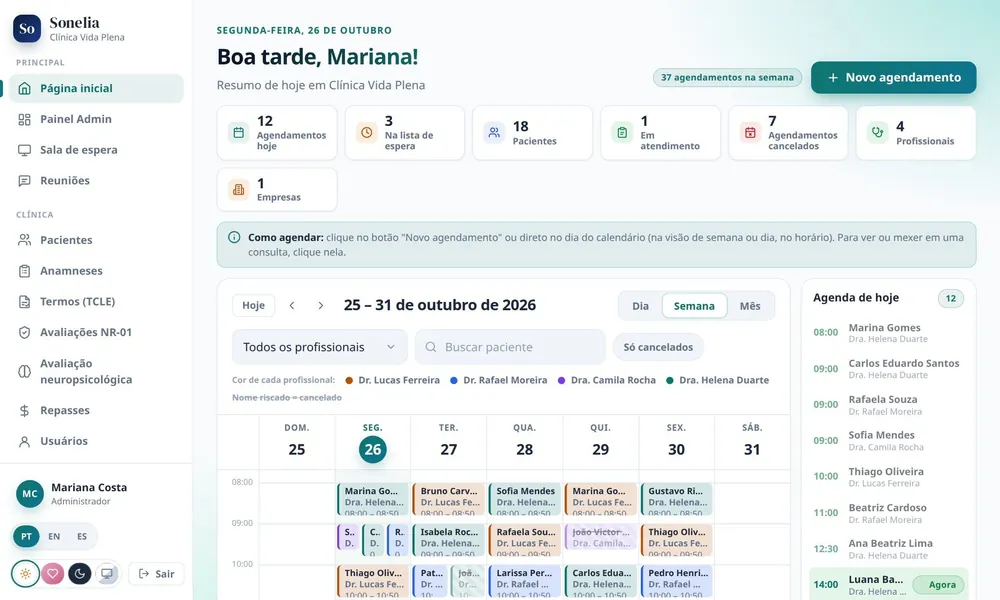 So
Sonelia
Clínica Vida Plena
PRINCIPAL
Página inicial
Painel Admin
Sala de espera
Reuniões
CLÍNICA
Pacientes
Anamneses
Termos (TCLE)
Avaliações NR-01
Avaliação
neuropsicológica
Repasses
Usuários
MC
Mariana Costa
Administrador
PT EN ES
Sair
SEGUNDA-FEIRA, 26 DE OUTUBRO
Boa tarde, Mariana!
Resumo de hoje em Clínica Vida Plena
37 agendamentos na semana
+ Novo agendamento
12
Agendamentos
hoje
3
Na lista de
espera
18
Pacientes
1
Em
atendimento
7
Agendamentos
cancelados
4
Profissionais
1
Empresas
Como agendar: clique no botão "Novo agendamento" ou direto no dia do calendário (na visão de semana ou dia, no horário). Para ver ou mexer em uma
consulta, clique nela.
Hoje
25 – 31 de outubro de 2026
Dia Semana Mês
Todos os profissionais
Buscar paciente
Só cancelados
Cor de cada profissional: Dr. Lucas Ferreira Dr. Rafael Moreira Dra. Camila Rocha Dra. Helena Duarte
Nome riscado = cancelado
DOM. SEG. TER. QUA. QUI. SEX. SÁB.
25 26 27 28 29 30 31
08:00
Marina Go... Bruno Carv... Sofia Mendes Marina Go... Gustavo Ri...
Dra. Helena... Dr. Lucas Fe... Dra. Helena... Dr. Lucas Fe... Dra. Helena...
08:00 – 08:50 08:00 – 08:50 08:00 – 08:50 08:00 – 08:50 08:00 – 08:50
09:00
S.. C.. R.. Isabela Roc... Rafaela Sou... João Victor ... Thiago Oliv...
D. D. D. Dra. Helena... Dr. Lucas Fe... Dra. Camila... Dr. Lucas Fe...
09:00 – 09:50 09:00 – 09:50 09:00 – 09:50
10:00
Thiago Oliv... Pat... Joã... Larissa Per... Carlos Edua... Pedro Henri...
Dr. Lucas Fe... Dr. ... Dr. Rafael ... Dra. Helena... Dr. Rafael ...
10:00 – 10:50 10:00 – 10:50 10:00 – 10:50 10:00 – 10:50
Agenda de hoje
12
08:00 Marina Gomes
Dra. Helena Duarte
09:00 Carlos Eduardo Santos
Dra. Helena Duarte
09:00 Rafaela Souza
Dr. Rafael Moreira
09:00 Sofia Mendes
Dra. Camila Rocha
10:00 Thiago Oliveira
Dr. Lucas Ferreira
11:00 Beatriz Cardoso
Dr. Rafael Moreira
12:30 Ana Beatriz Lima
Dra. Helena Duarte
14:00 Luana Ba...
Dra. Helena ...
Agora